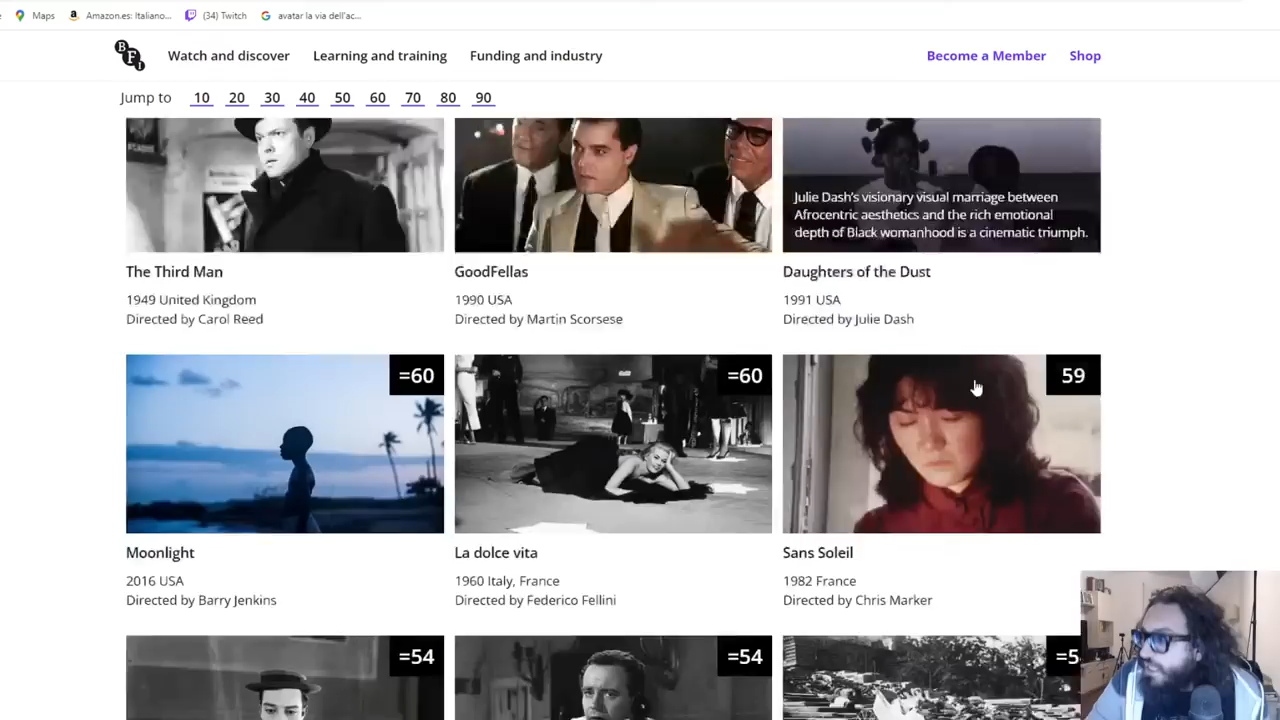 Maps
Amazon.es: Italiano...
(34) Twitch
avatar la via dell'ac...
BFI
Watch and discover
Learning and training
Funding and industry
Become a Member
Shop
Jump to 10 20 30 40 50 60 70 80 90
Julie Dash's visionary visual marriage between
Afrocentric aesthetics and the rich emotional
depth of Black womanhood is a cinematic triumph.
The Third Man
1949 United Kingdom
Directed by Carol Reed
GoodFellas
1990 USA
Directed by Martin Scorsese
Daughters of the Dust
1991 USA
Directed by Julie Dash
=60
Moonlight
2016 USA
Directed by Barry Jenkins
=60
La dolce vita
1960 Italy, France
Directed by Federico Fellini
59
Sans Soleil
1982 France
Directed by Chris Marker
=54
=54
=5